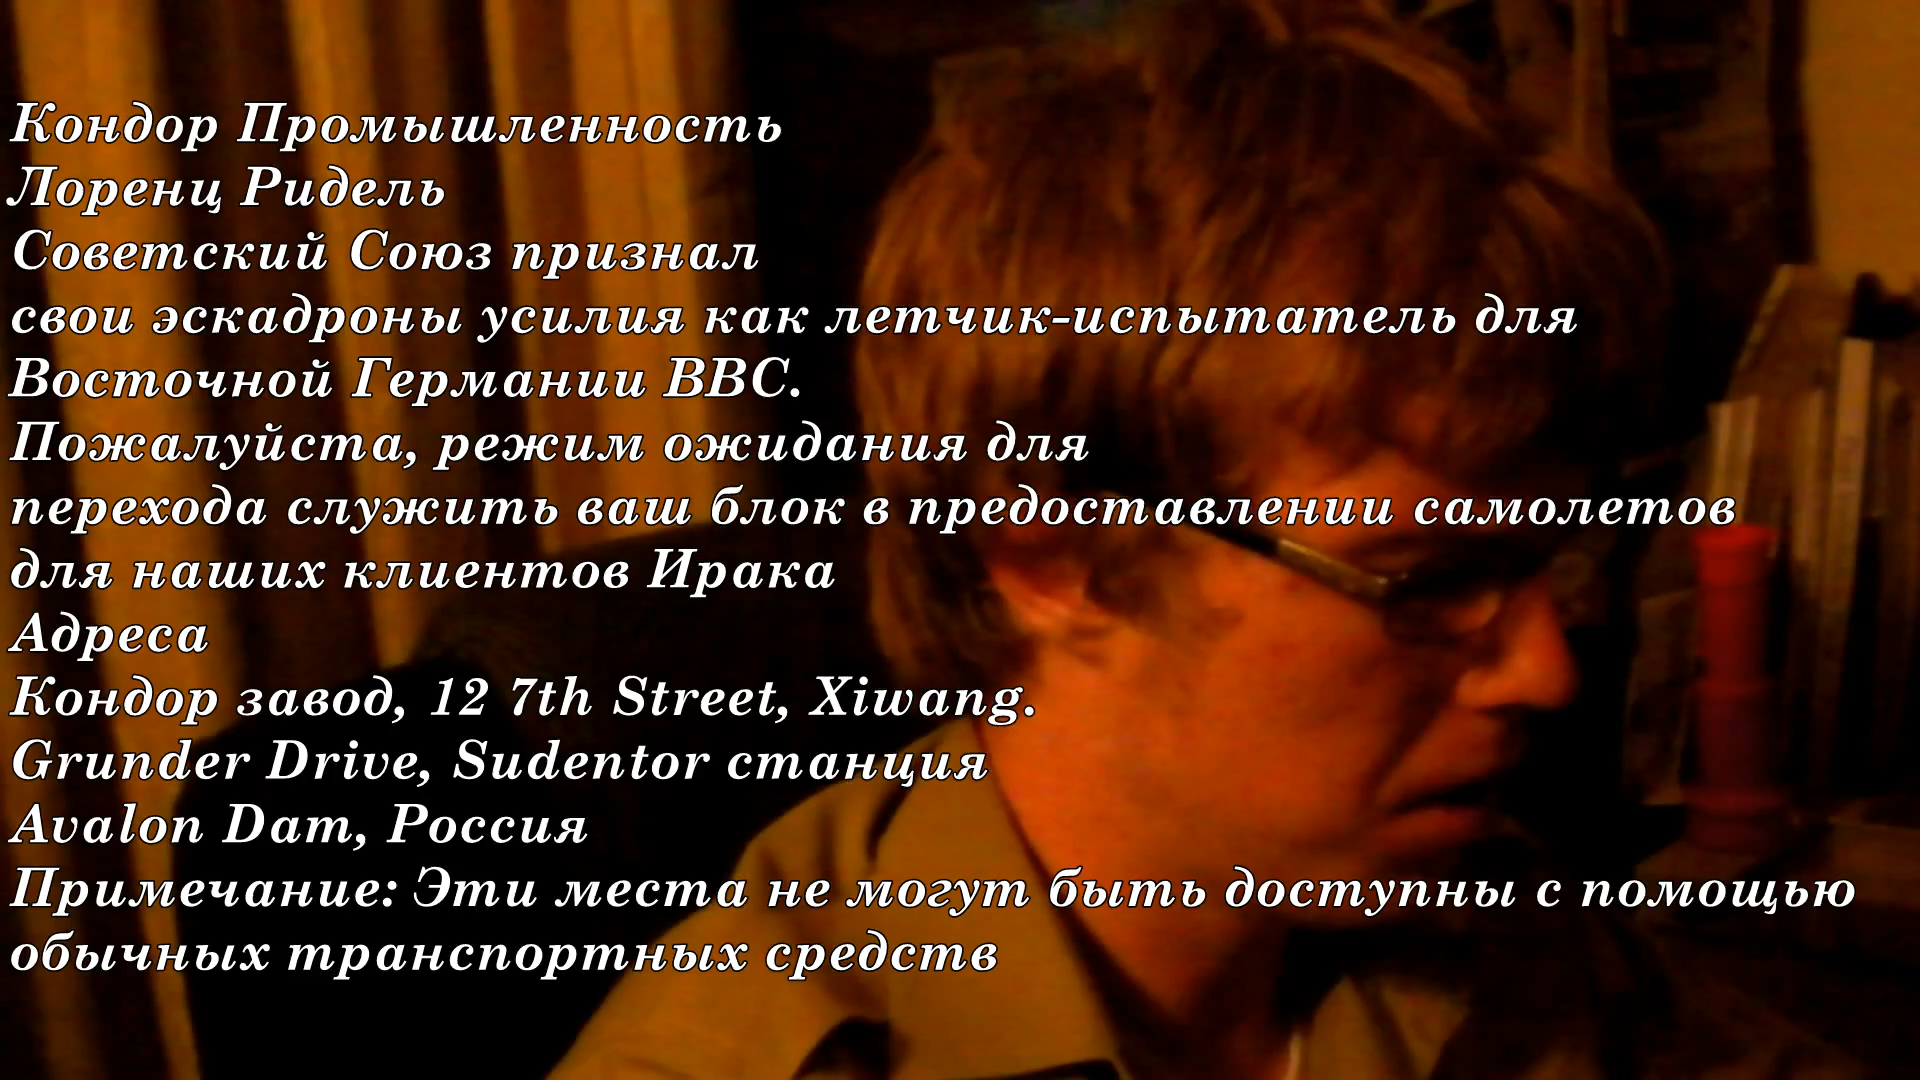 Кондор Промышленность
Лоренц Ридель
Советский Союз признал
свои эскадроны усилия как летчик-испытатель для
Восточной Германии ВВС.
Пожалуйста, режим ожидания для
перехода служить ваш блок в предоставлении самолетов
для наших клиентов Ирака
Адреса
Кондор завод, 12 7th Street, Xiwang.
Grunder Drive, Sudentor станция
Avalon Dam, Россия
Примечание: Эти места не могут быть доступны с помощью
обычных транспортных средств